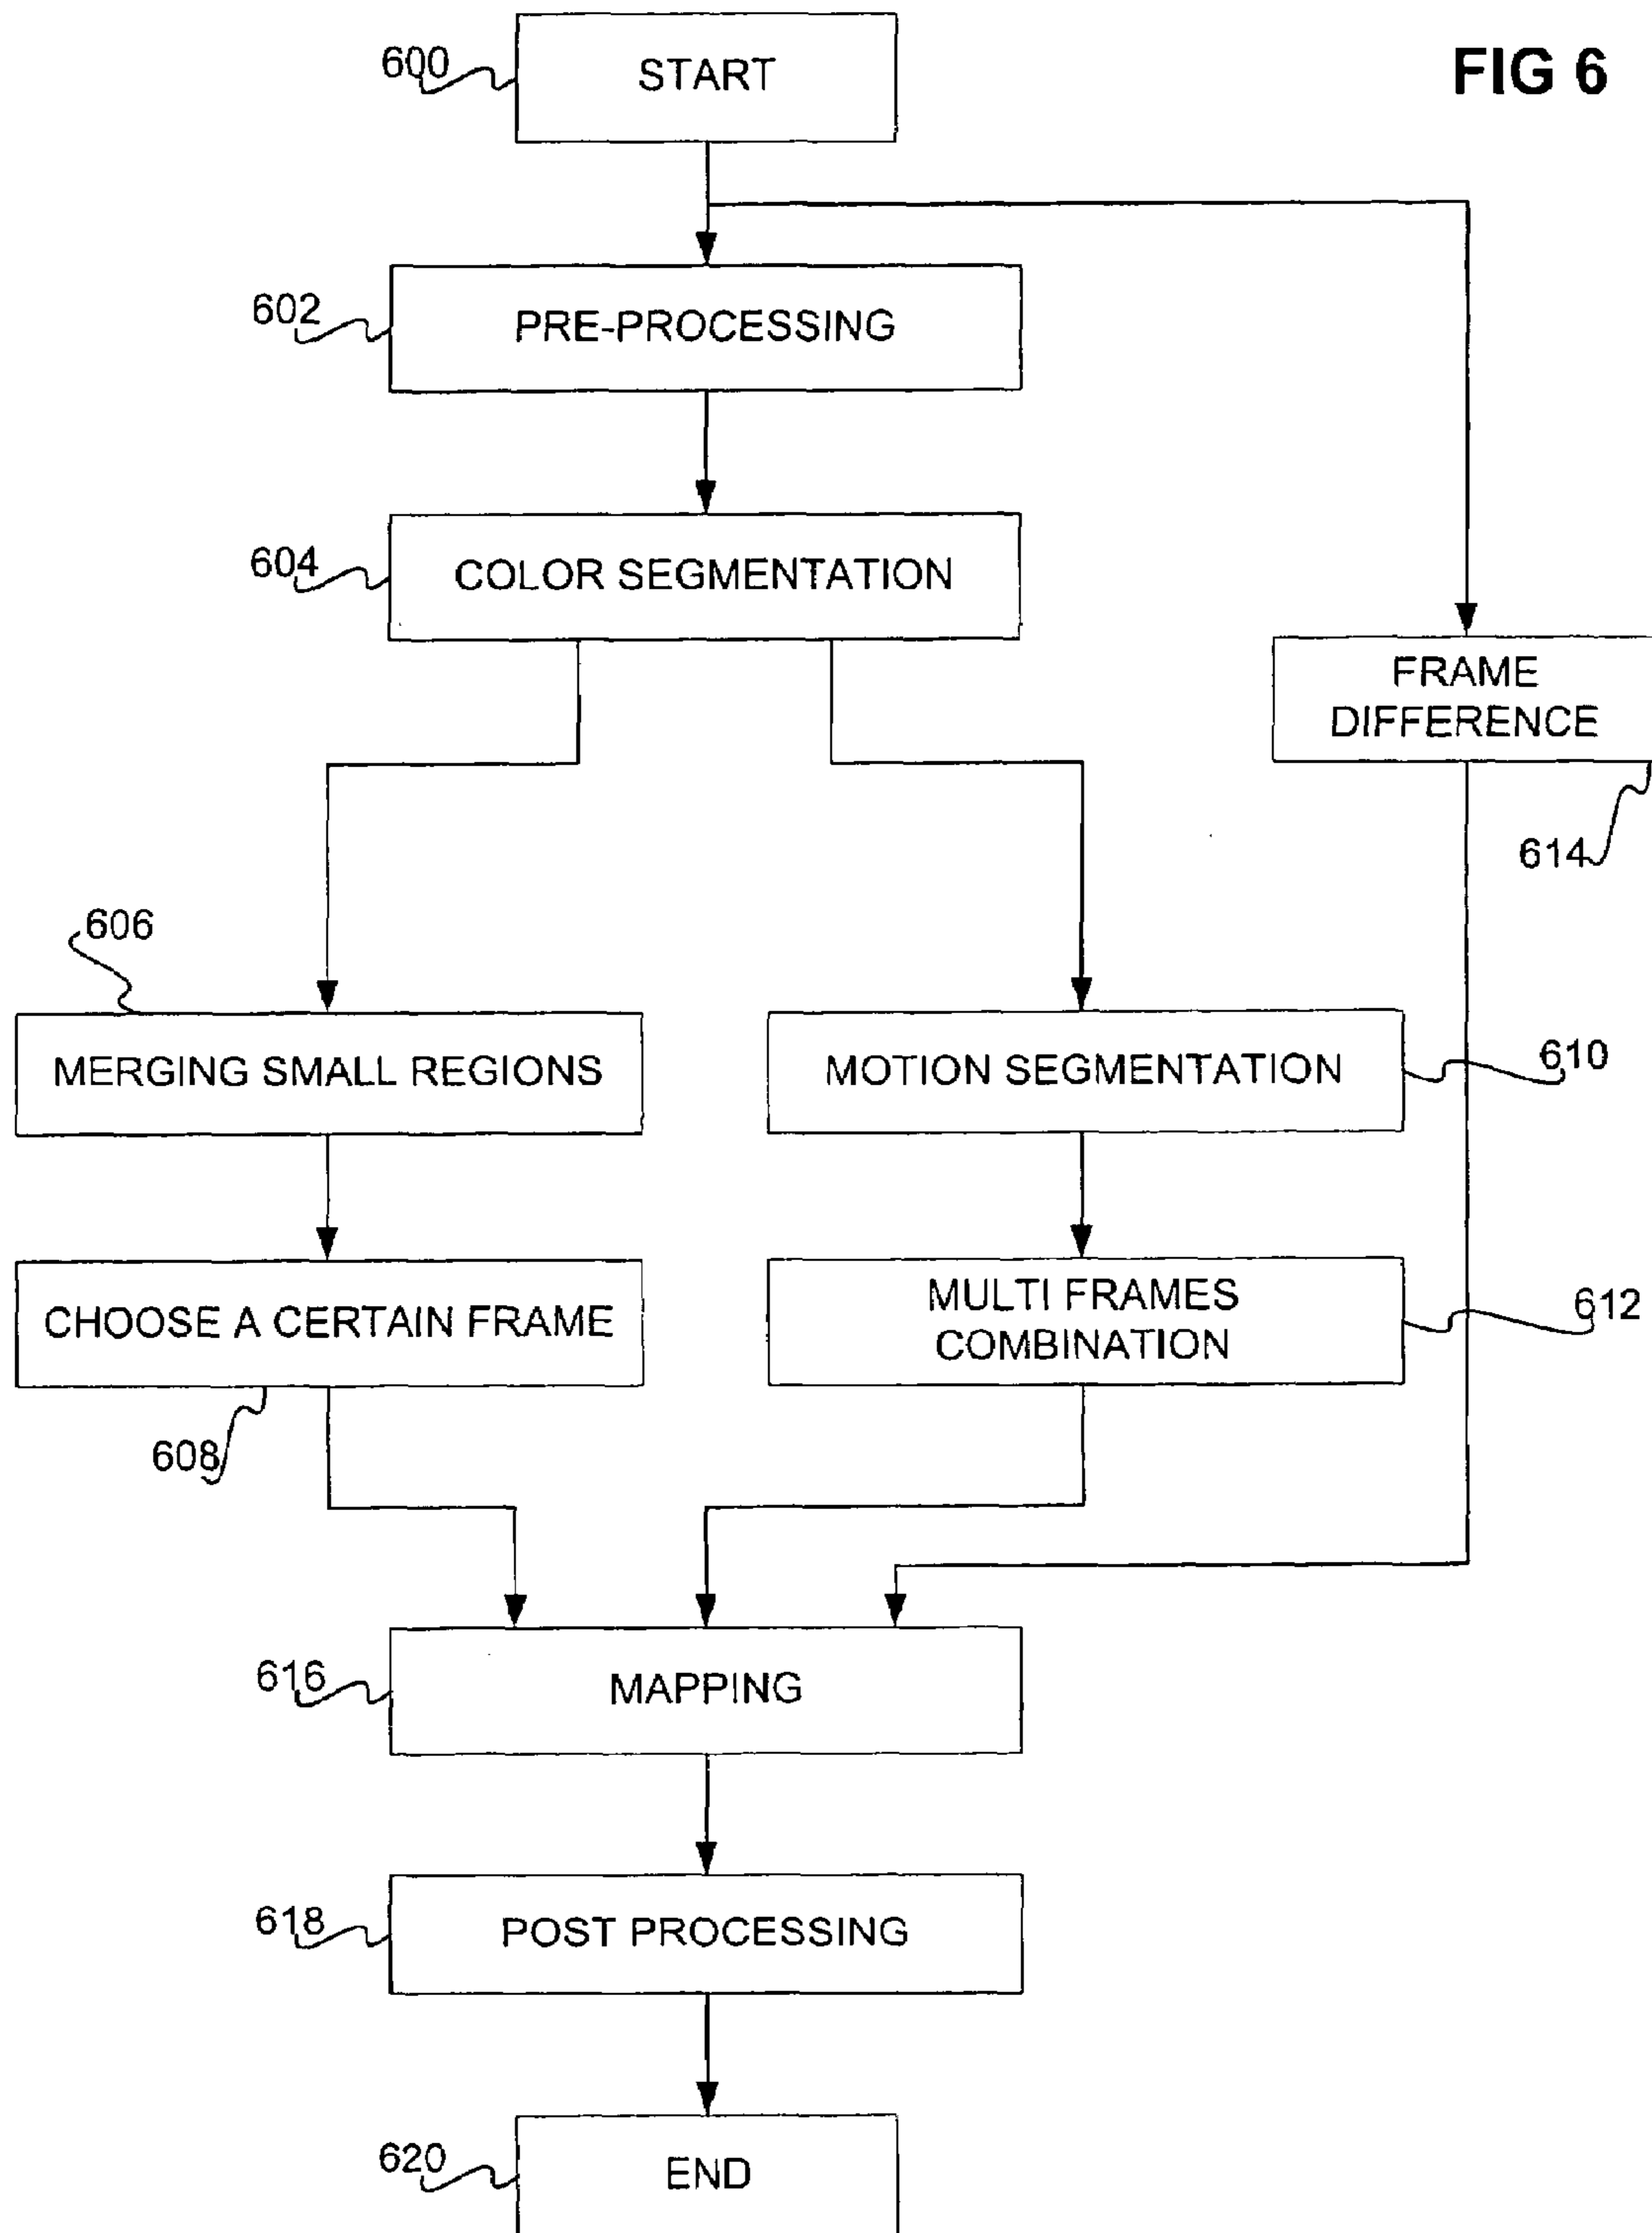 FIG 6
600
START
602
PRE-PROCESSING
604
COLOR SEGMENTATION
FRAME
DIFFERENCE
614
606
MERGING SMALL REGIONS
MOTION SEGMENTATION
610
CHOOSE A CERTAIN FRAME
608
MULTI FRAMES
COMBINATION
612
616
MAPPING
618
POST PROCESSING
620
END